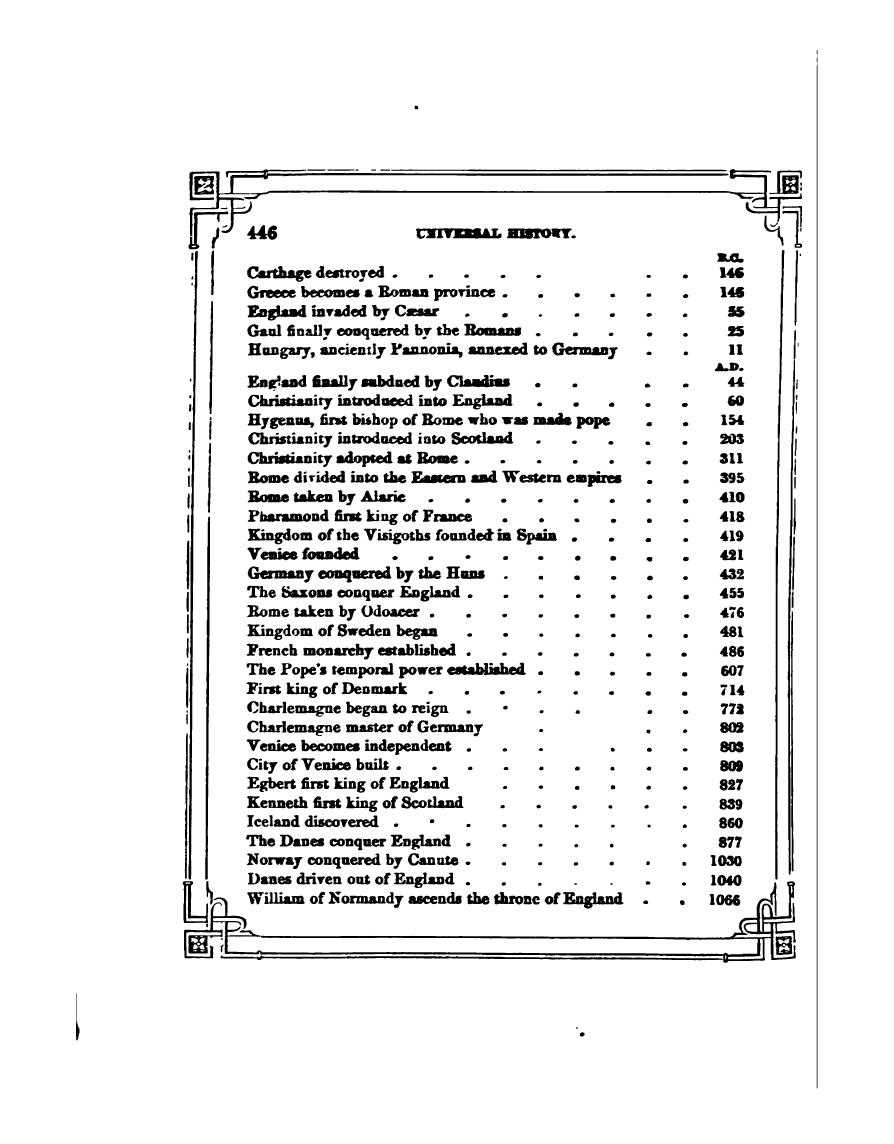 446 UNIVERSAL HISTORY.
B.C.
Carthage destroyed . . . . . . . 146
Greece becomes a Roman province . . . . . . 146
England invaded by Cæsar . . . . . . . 55
Gaul finally conquered by the Romans . . . . . 25
Hungary, anciently Pannonia, annexed to Germany . . 11
A.D.
England finally subdued by Claudius . . . . 44
Christianity introduced into England . . . . . 60
Hygenus, first bishop of Rome who was made pope . . 154
Christianity introduced into Scotland . . . . . 203
Christianity adopted at Rome . . . . . . . 311
Rome divided into the Eastern and Western empires . . 395
Rome taken by Alaric . . . . . . . . 410
Pharamond first king of France . . . . . . 418
Kingdom of the Visigoths founded in Spain . . . . 419
Venice founded . . . . . . . . . 421
Germany conquered by the Huns . . . . . . 432
The Saxons conquer England . . . . . . . 455
Rome taken by Odoacer . . . . . . . . 476
Kingdom of Sweden began . . . . . . . 481
French monarchy established . . . . . . . 486
The Pope's temporal power established . . . . . 607
First king of Denmark . . . . . . . . 714
Charlemagne began to reign . . . . . . 772
Charlemagne master of Germany . . . 802
Venice becomes independent . . . . . . 803
City of Venice built . . . . . . . . . 809
Egbert first king of England . . . . . . 827
Kenneth first king of Scotland . . . . . . 839
Iceland discovered . . . . . . . . . 860
The Danes conquer England . . . . . . 877
Norway conquered by Canute . . . . . . . 1030
Danes driven out of England . . . . . . . 1040
William of Normandy ascends the throne of England . . 1066